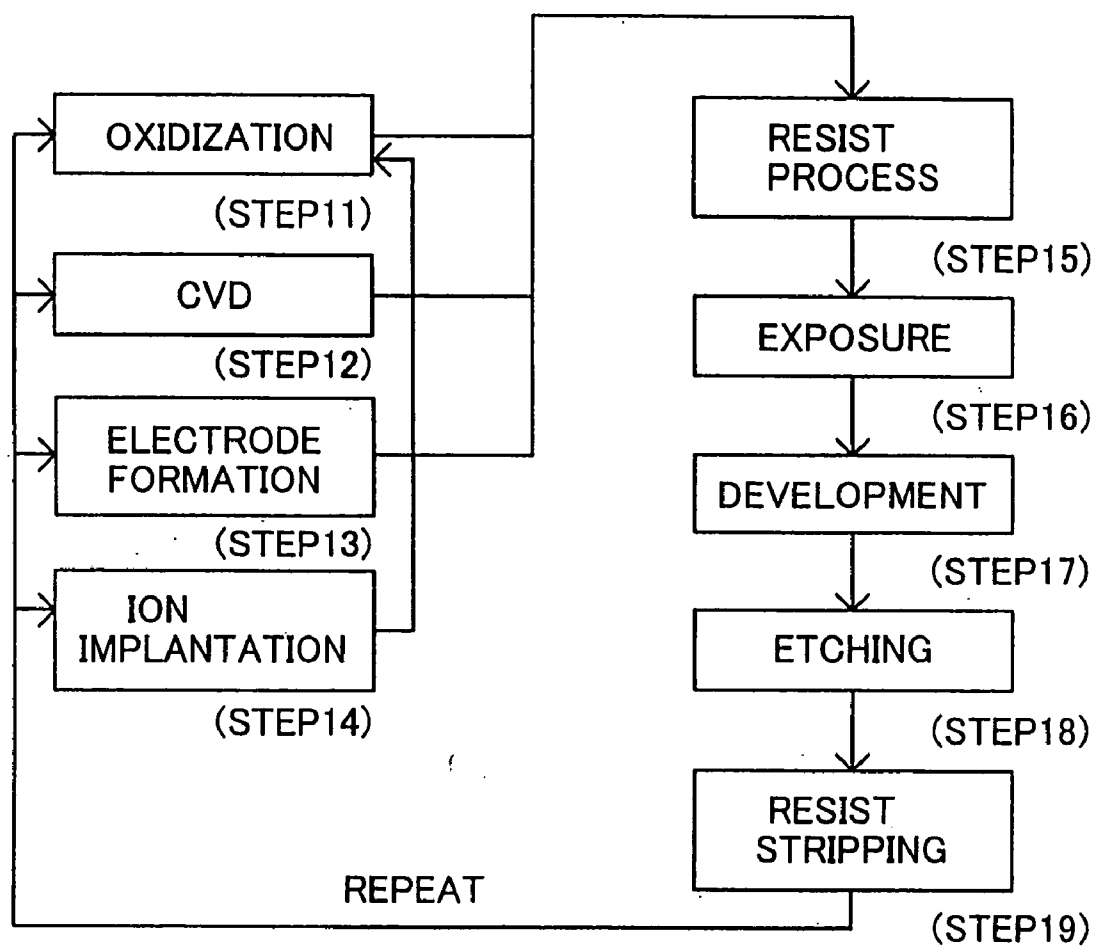 OXIDIZATION
(STEP11)
CVD
(STEP12)
ELECTRODE
FORMATION
(STEP13)
ION
IMPLANTATION
(STEP14)
REPEAT
RESIST
PROCESS
(STEP15)
EXPOSURE
(STEP16)
DEVELOPMENT
(STEP17)
ETCHING
(STEP18)
RESIST
STRIPPING
(STEP19)